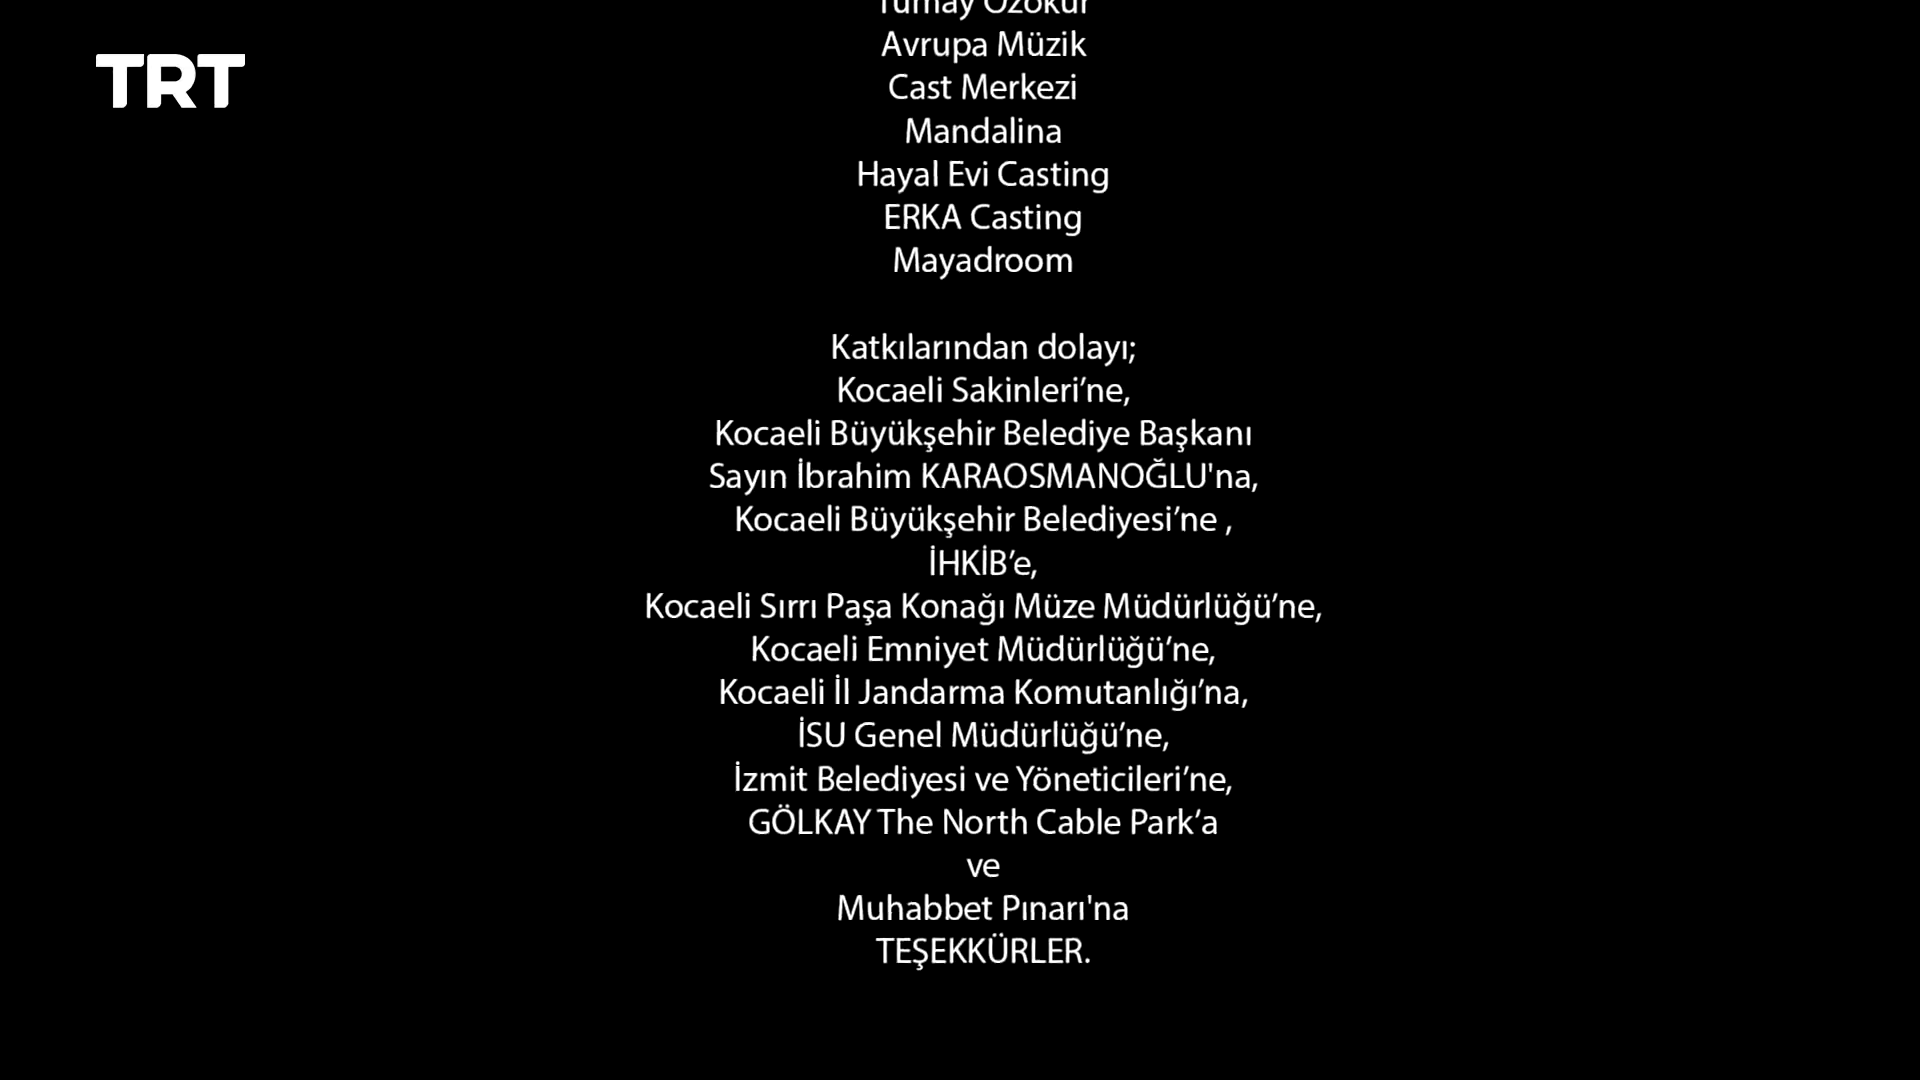 TRT
Tümay Özokur
Avrupa Müzik
Cast Merkezi
Mandalina
Hayal Evi Casting
ERKA Casting
Mayadroom
Katkılarından dolayı;
Kocaeli Sakinleri’ne,
Kocaeli Büyükşehir Belediye Başkanı
Sayın İbrahim KARAOSMANOĞLU'na,
Kocaeli Büyükşehir Belediyesi’ne ,
İHKİB’e,
Kocaeli Sırrı Paşa Konağı Müze Müdürlüğü’ne,
Kocaeli Emniyet Müdürlüğü’ne,
Kocaeli İl Jandarma Komutanlığı’na,
İSU Genel Müdürlüğü’ne,
İzmit Belediyesi ve Yöneticileri’ne,
GÖLKAY The North Cable Park’a
ve
Muhabbet Pınarı'na
TEŞEKKÜRLER.